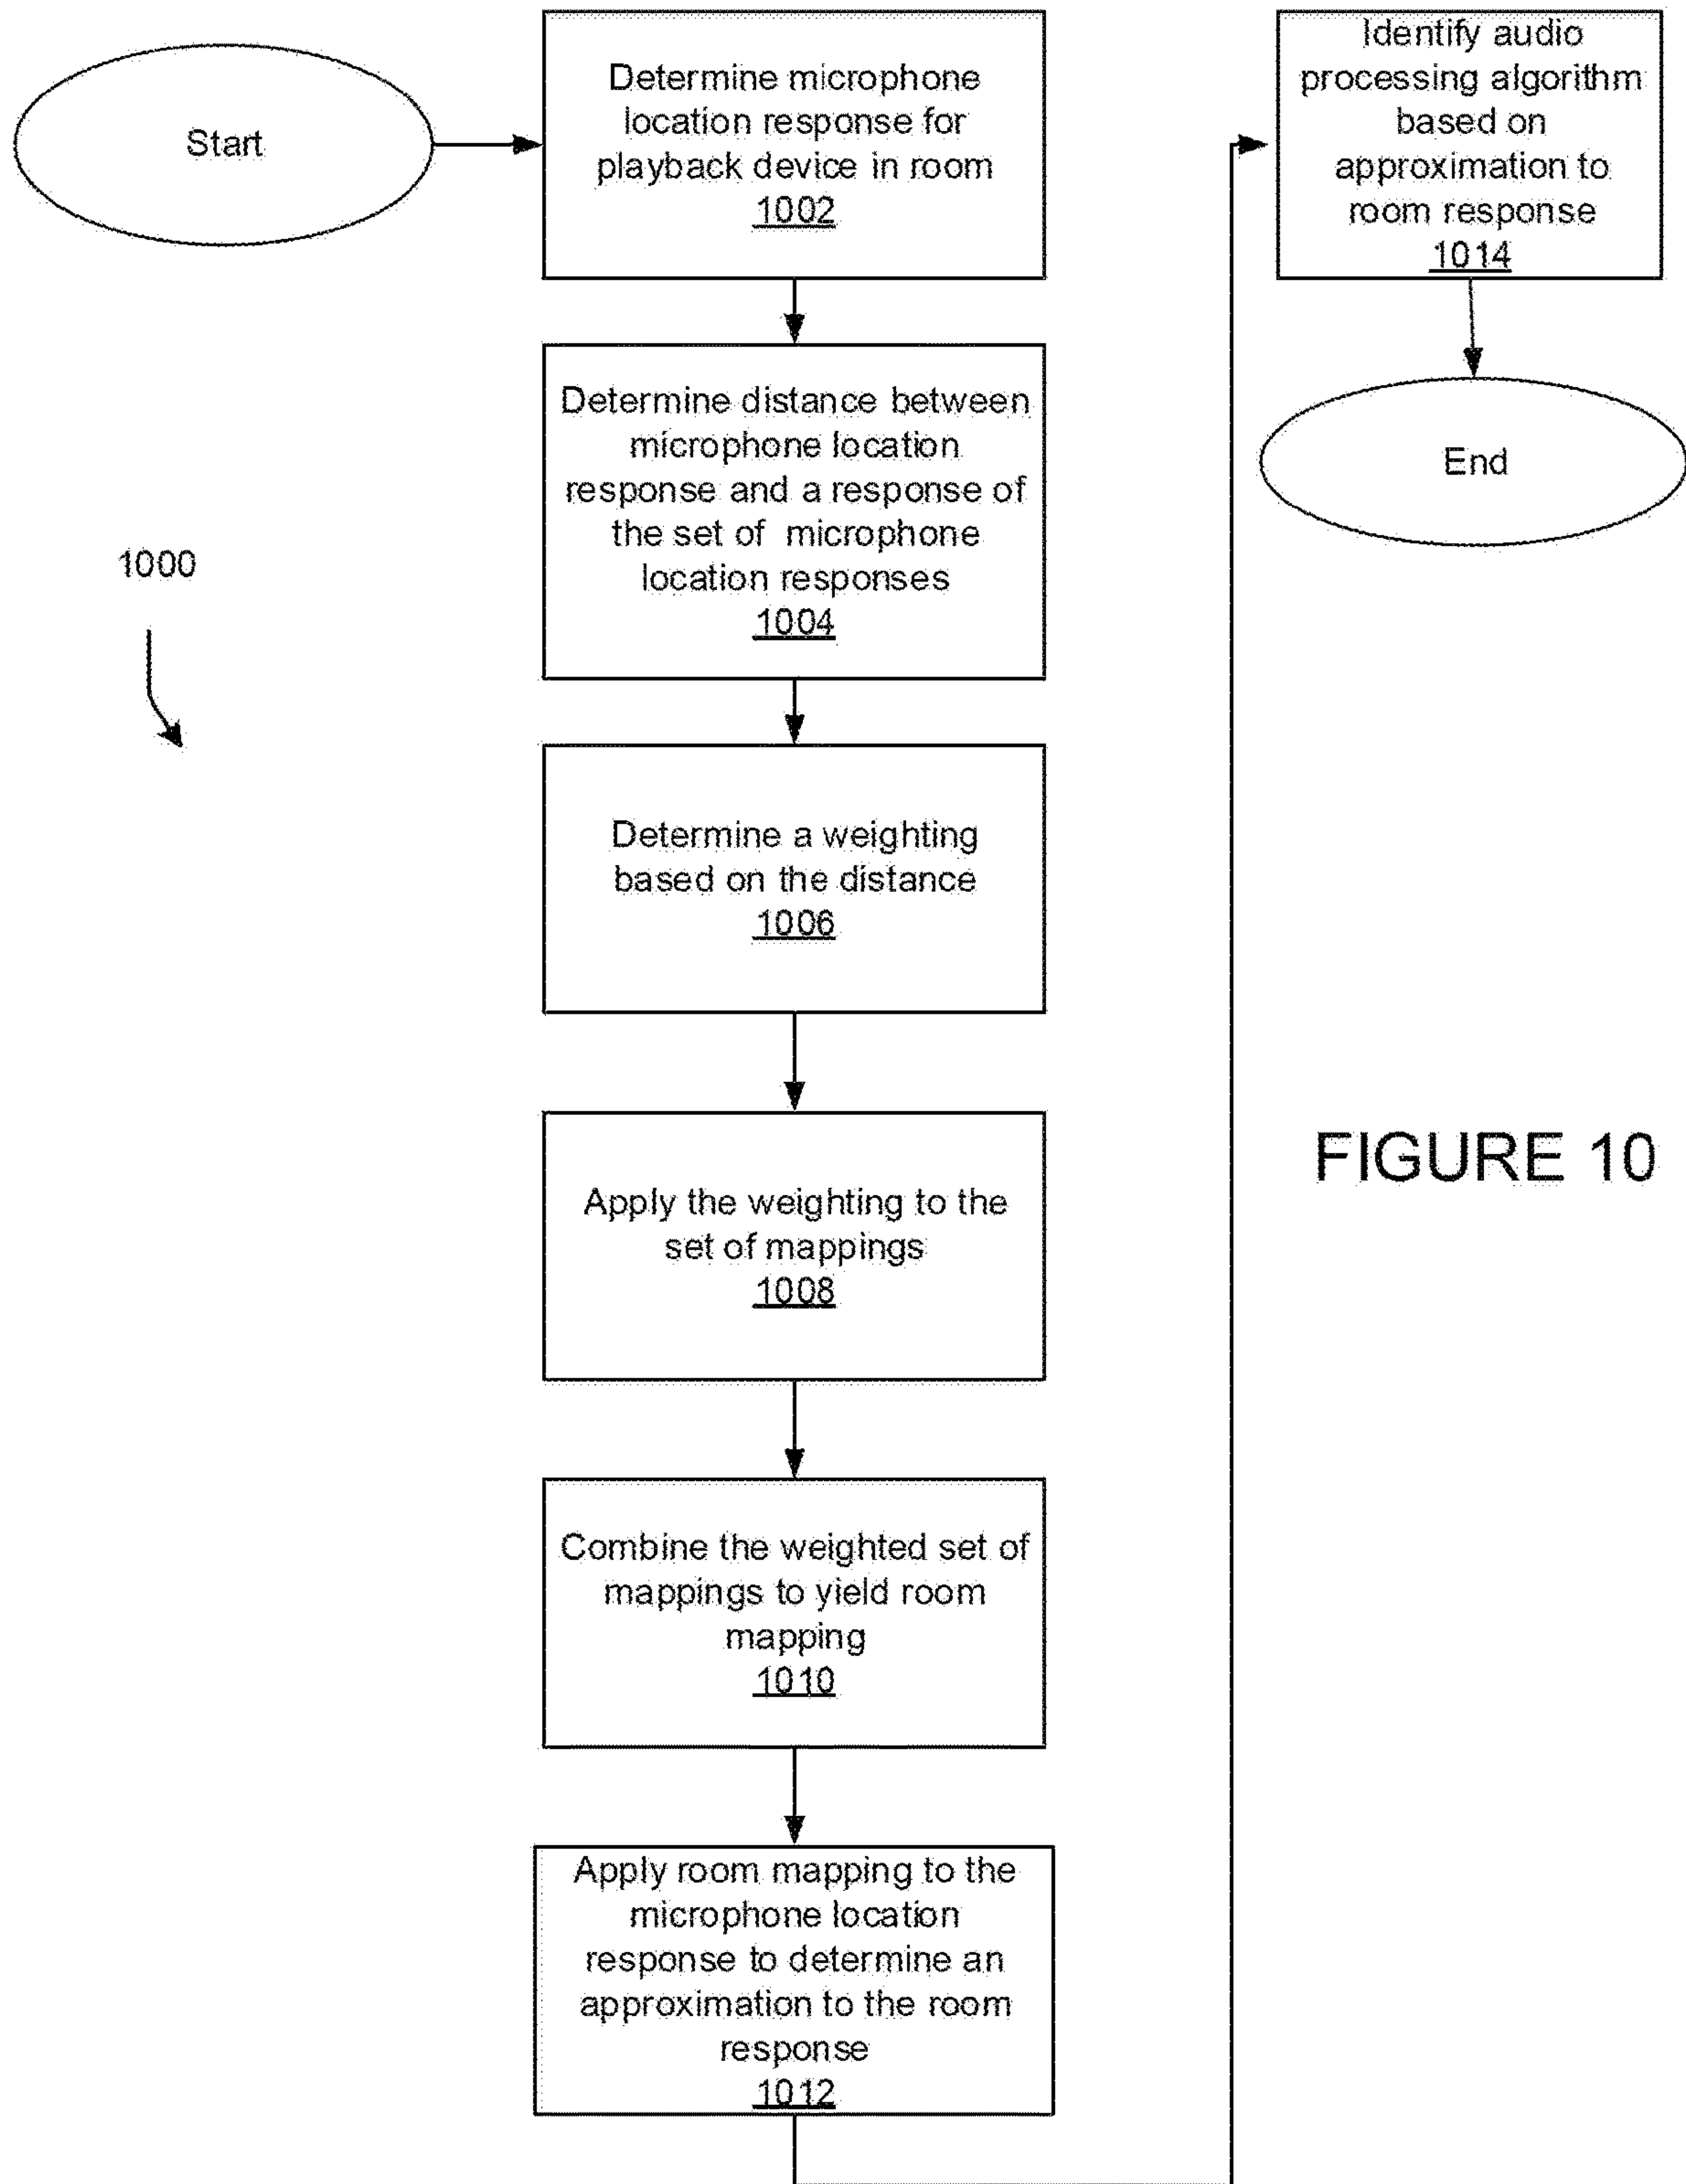 Start
Determine microphone
location response for
playback device in room
1002
Determine distance between
microphone location
response and a response of
the set of microphone
location responses
1004
1000
Determine a weighting
based on the distance
1006
Apply the weighting to the
set of mappings
1008
Combine the weighted set of
mappings to yield room
mapping
1010
Apply room mapping to the
microphone location
response to determine an
approximation to the room
response
1012
Identify audio
processing algorithm
based on
approximation to
room response
1014
End
FIGURE 10